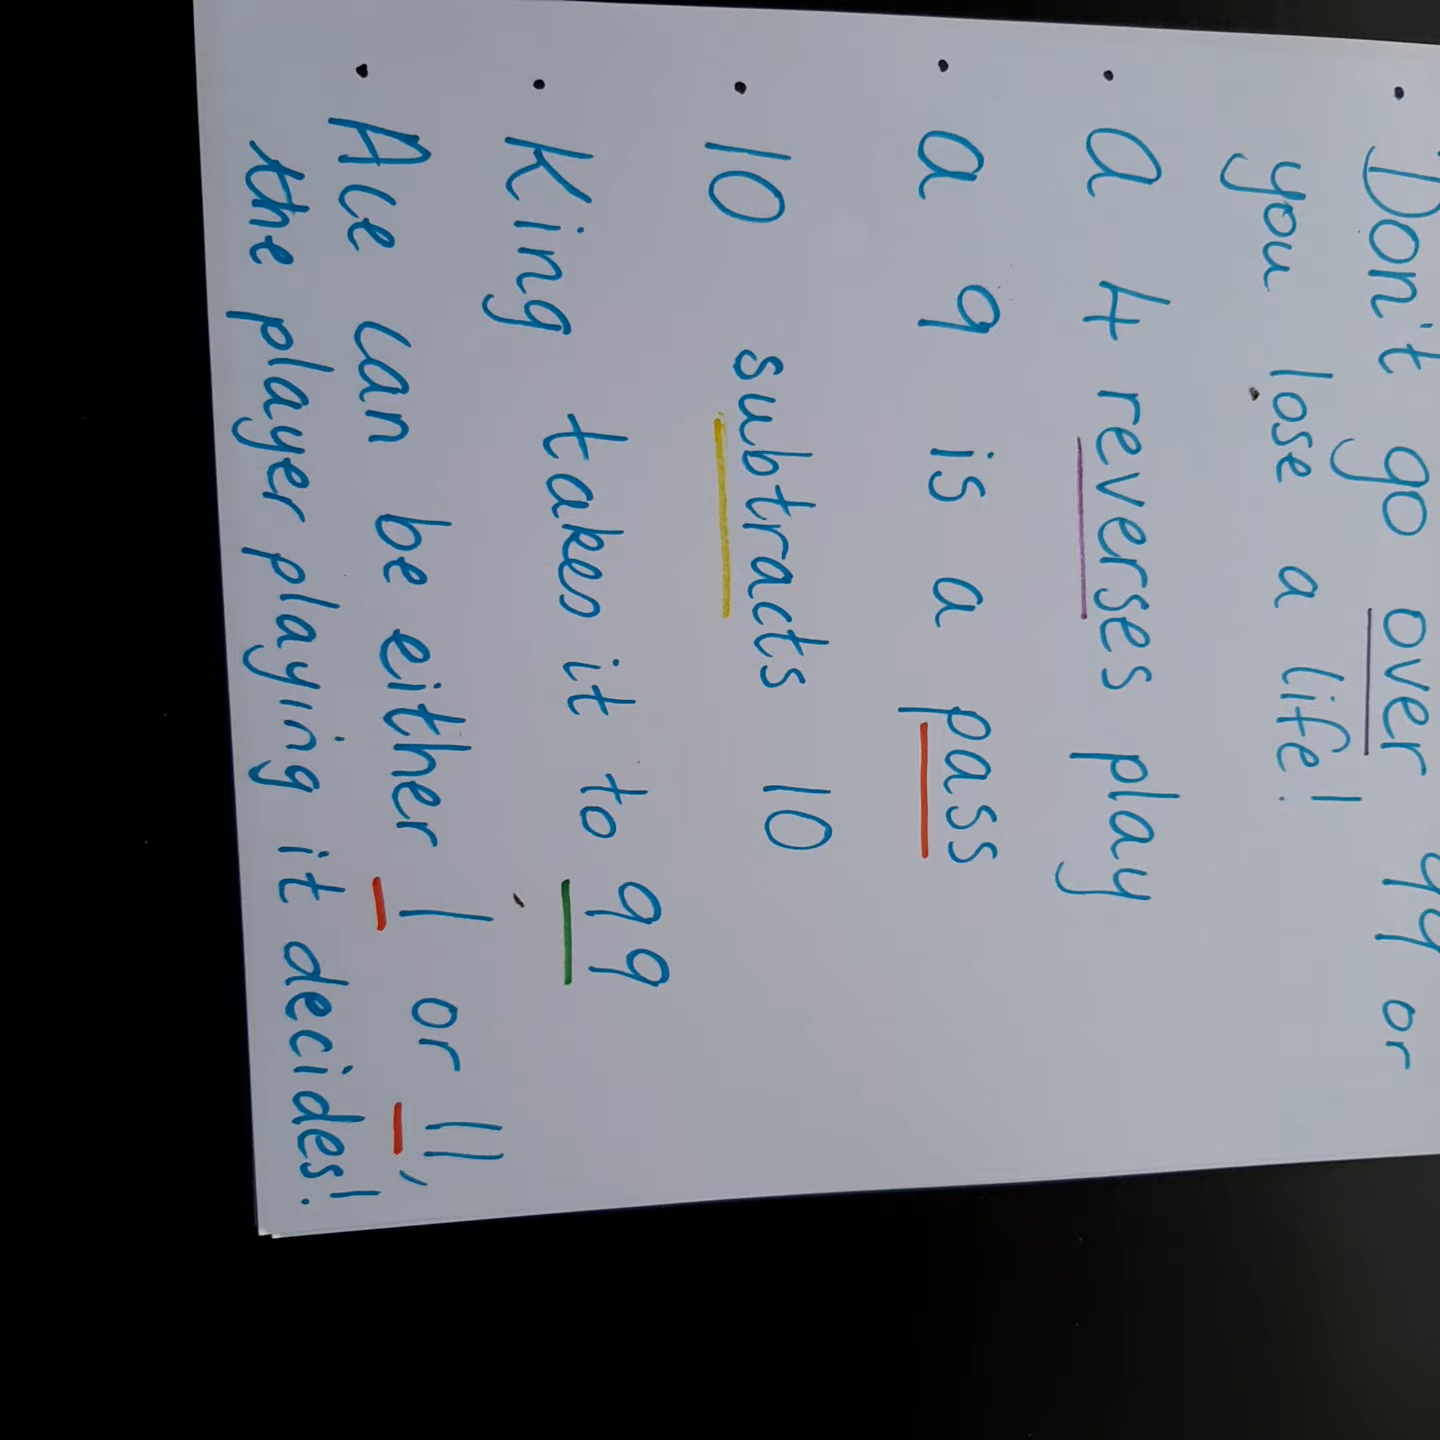 • Don't go over 99 or
you lose a life!
• a 4 reverses play
• a 9 is a pass
• 10 subtracts 10
• King takes it to 99
• Ace can be either 1 or 11,
the player playing it decides!